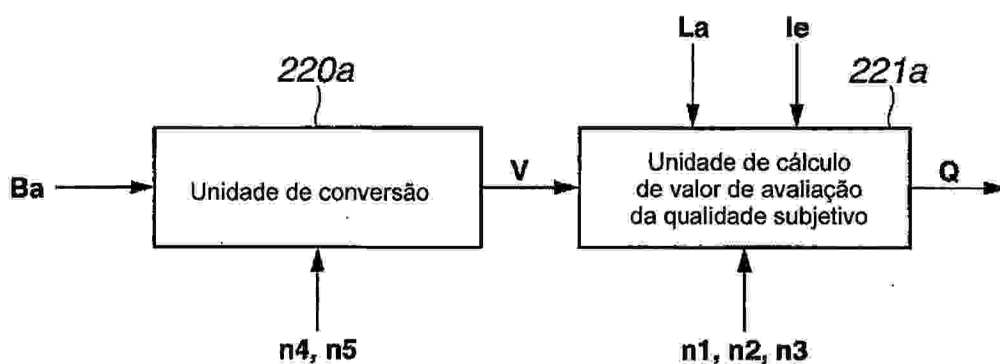 La
Ie
220a
221a
Ba
Unidade de conversão
V
Unidade de cálculo
de valor de avaliação
da qualidade subjetivo
Q
n4, n5
n1, n2, n3